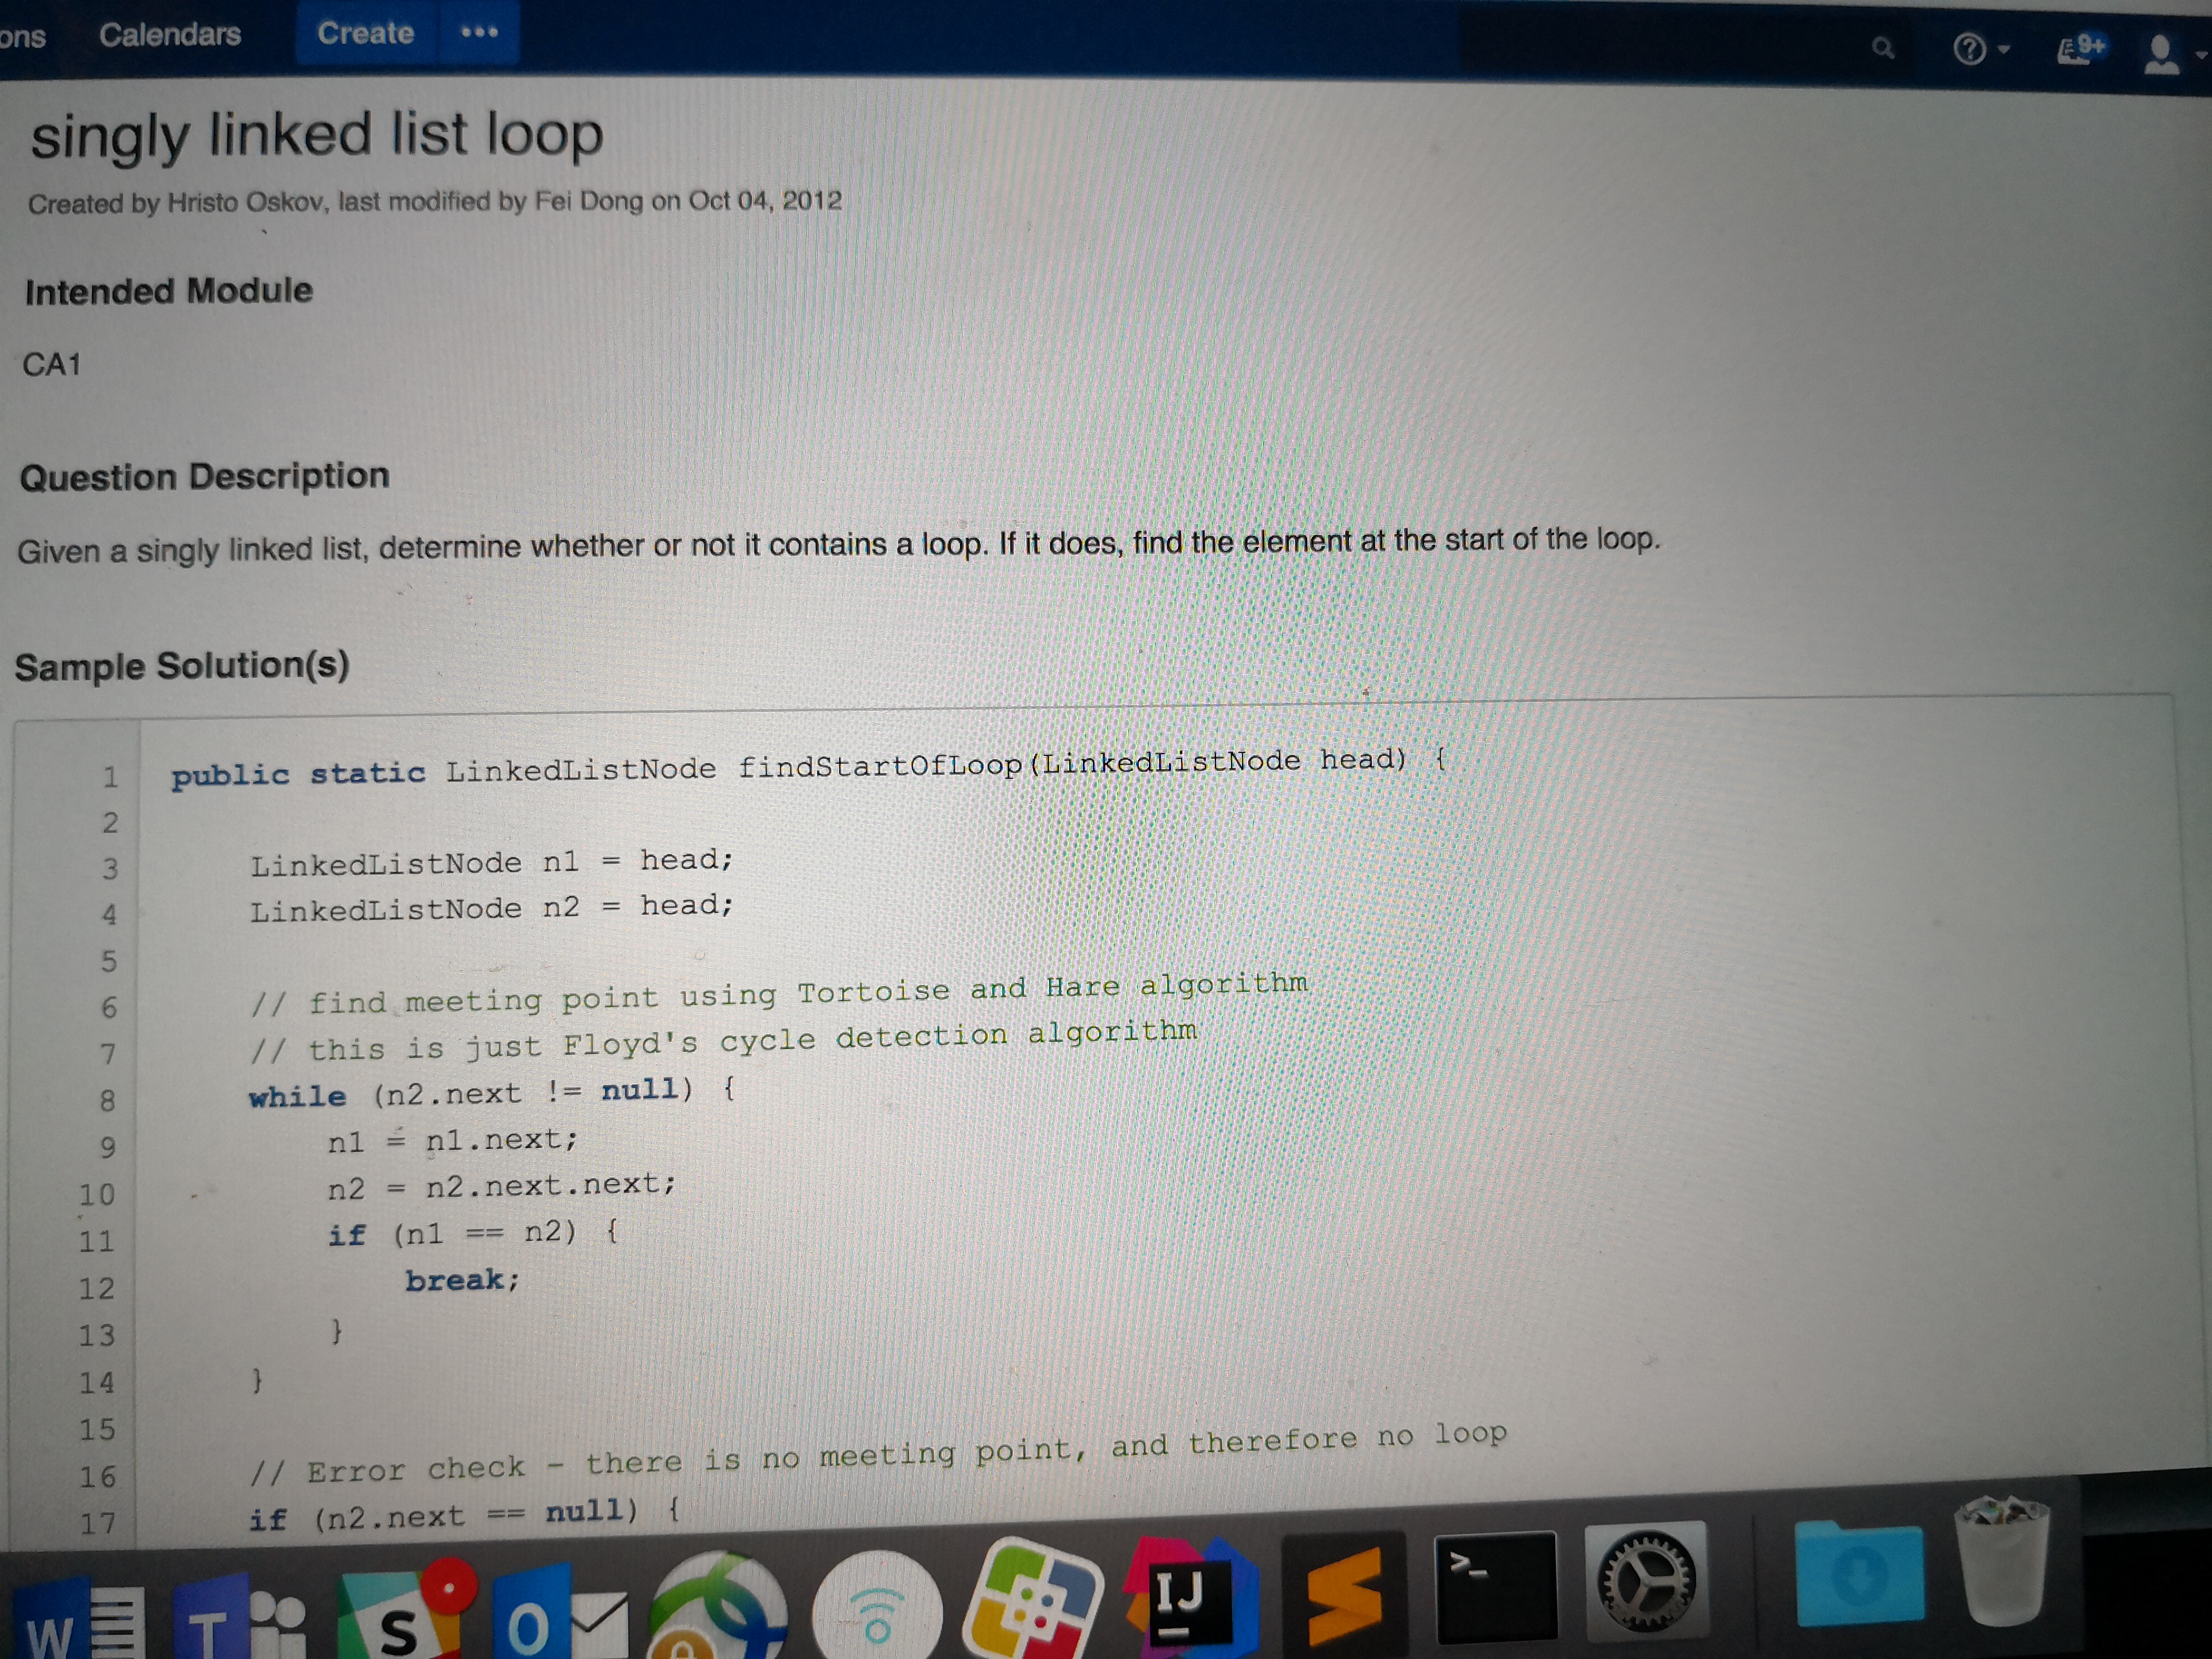 ons Calendars Create ••• 9+
singly linked list loop
Created by Hristo Oskov, last modified by Fei Dong on Oct 04, 2012
Intended Module
CA1
Question Description
Given a singly linked list, determine whether or not it contains a loop. If it does, find the element at the start of the loop.
Sample Solution(s)
1 public static LinkedListNode findStartOfLoop(LinkedListNode head) {
2
3 LinkedListNode n1 = head;
4 LinkedListNode n2 = head;
5
6 // find meeting point using Tortoise and Hare algorithm
7 // this is just Floyd's cycle detection algorithm
8 while (n2.next != null) {
9 n1 = n1.next;
10 n2 = n2.next.next;
11 if (n1 == n2) {
12 break;
13 }
14 }
15
16 // Error check - there is no meeting point, and therefore no loop
17 if (n2.next == null) {
W T S O IJ >_